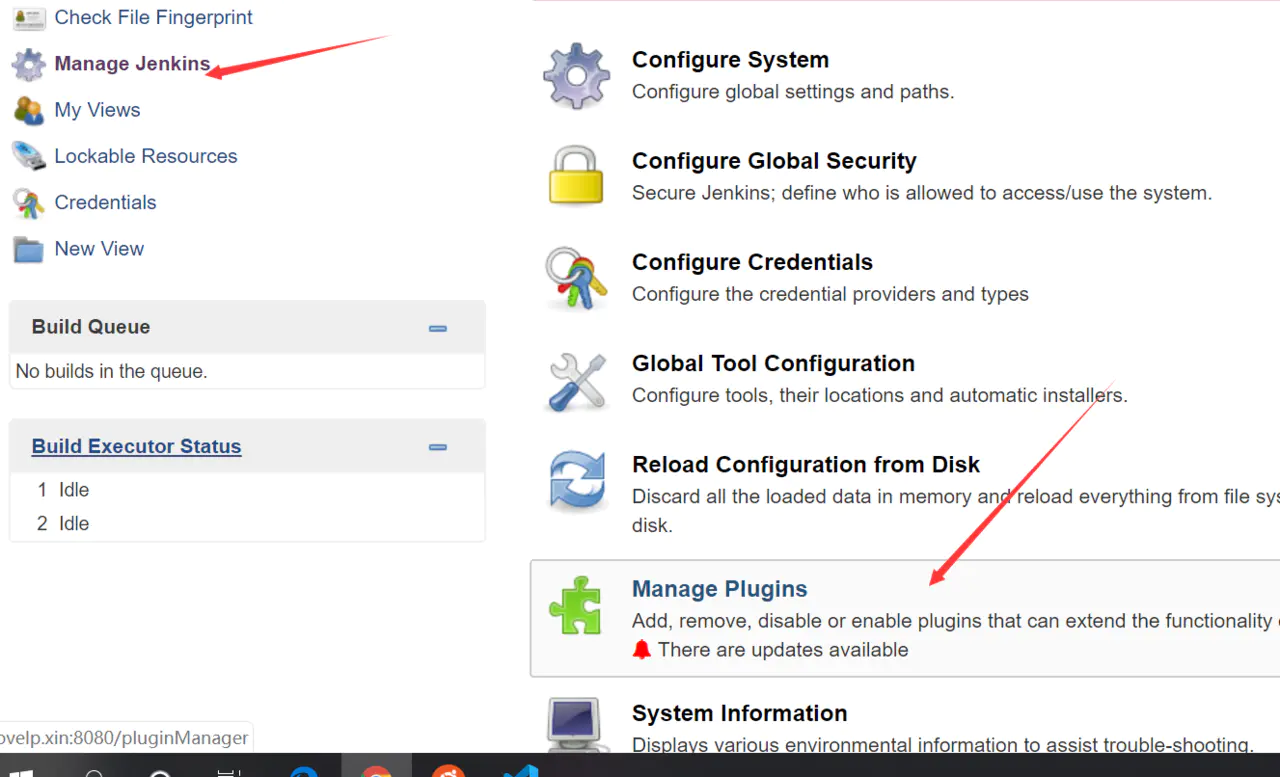 Check File Fingerprint
Manage Jenkins
My Views
Lockable Resources
Credentials
New View
Build Queue
No builds in the queue.
Build Executor Status
1 Idle
2 Idle
Configure System
Configure global settings and paths.
Configure Global Security
Secure Jenkins; define who is allowed to access/use the system.
Configure Credentials
Configure the credential providers and types
Global Tool Configuration
Configure tools, their locations and automatic installers.
Reload Configuration from Disk
Discard all the loaded data in memory and reload everything from file sys
disk.
Manage Plugins
Add, remove, disable or enable plugins that can extend the functionality
There are updates available
System Information
Displays various environmental information to assist trouble-shooting.
ovelp.xin:8080/pluginManager